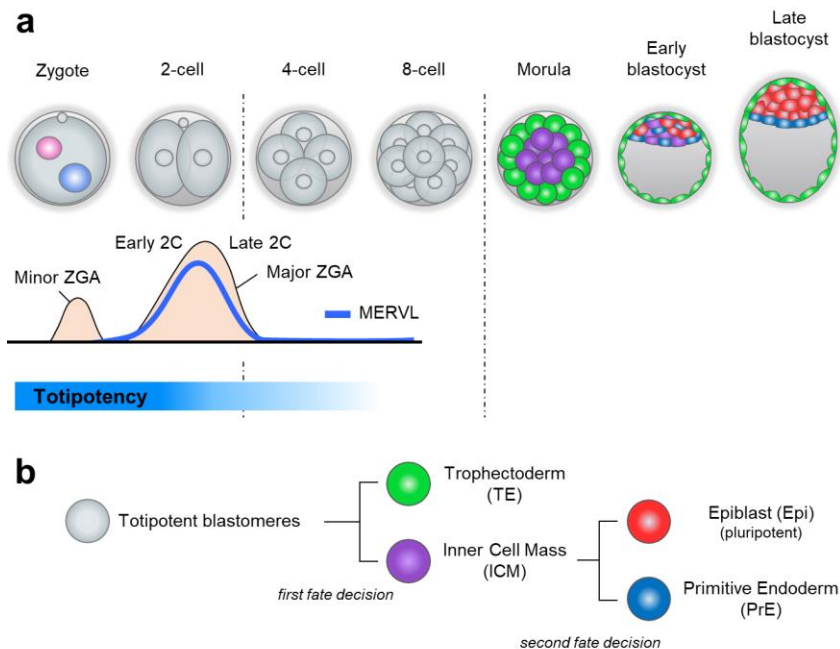 a
Zygote
2-cell
4-cell
8-cell
Morula
Early
blastocyst
Late
blastocyst
Minor ZGA
Early 2C
Late 2C
Major ZGA
MERVL
Totipotency
b
Totipotent blastomeres
first fate decision
Trophectoderm
(TE)
Inner Cell Mass
(ICM)
second fate decision
Epiblast (Epi)
(pluripotent)
Primitive Endoderm
(PrE)